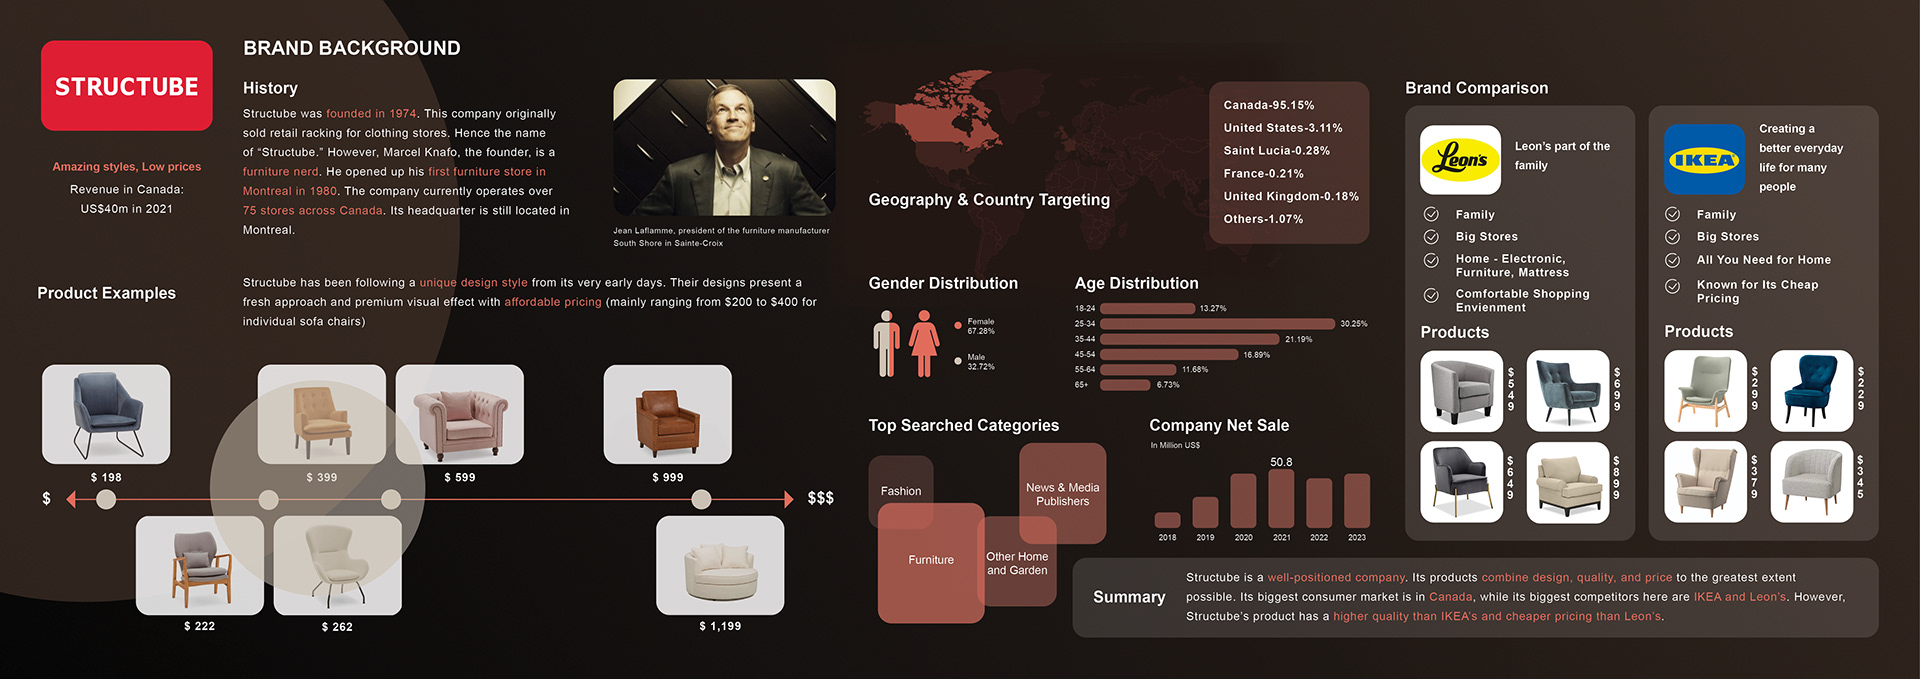 STRUCTUBE
Amazing styles, Low prices
Revenue in Canada:
US$40m in 2021
BRAND BACKGROUND
History
Structube was founded in 1974. This company originally
sold retail racking for clothing stores. Hence the name
of “Structube.” However, Marcel Knafo, the founder, is a
furniture nerd. He opened up his first furniture store in
Montreal in 1980. The company currently operates over
75 stores across Canada. Its headquarter is still located in
Montreal.
Jean Laflamme, president of the furniture manufacturer
South Shore in Sainte-Croix
Product Examples
Structube has been following a unique design style from its very early days. Their designs present a
fresh approach and premium visual effect with affordable pricing (mainly ranging from $200 to $400 for
individual sofa chairs)
$ 198
$ 399
$ 599
$ 999
$
$$$
$ 222
$ 262
$ 1,199
Geography & Country Targeting
Canada-95.15%
United States-3.11%
Saint Lucia-0.28%
France-0.21%
United Kingdom-0.18%
Others-1.07%
Gender Distribution
Female
67.28%
Male
32.72%
Age Distribution
18-24 13.27%
25-34 30.25%
35-44 21.19%
45-54 16.89%
55-64 11.68%
65+ 6.73%
Top Searched Categories
Fashion
News & Media
Publishers
Furniture
Other Home
and Garden
Company Net Sale
In Million US$
50.8
2018 2019 2020 2021 2022 2023
Brand Comparison
Leon's
Leon’s part of the
family
Family
Big Stores
Home - Electronic,
Furniture, Mattress
Comfortable Shopping
Envienment
Products
$549
$699
$649
$899
IKEA
Creating a
better everyday
life for many
people
Family
Big Stores
All You Need for Home
Known for Its Cheap
Pricing
Products
$299
$229
$379
$345
Summary
Structube is a well-positioned company. Its products combine design, quality, and price to the greatest extent
possible. Its biggest consumer market is in Canada, while its biggest competitors here are IKEA and Leon’s. However,
Structube’s product has a higher quality than IKEA’s and cheaper pricing than Leon’s.